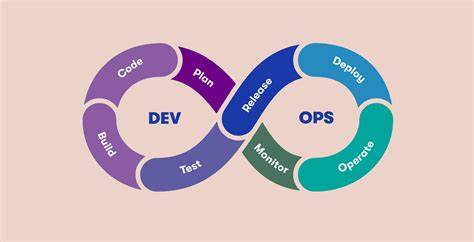 Code
Plan
Release
Deploy
DEV
OPS
Build
Test
Monitor
Operate